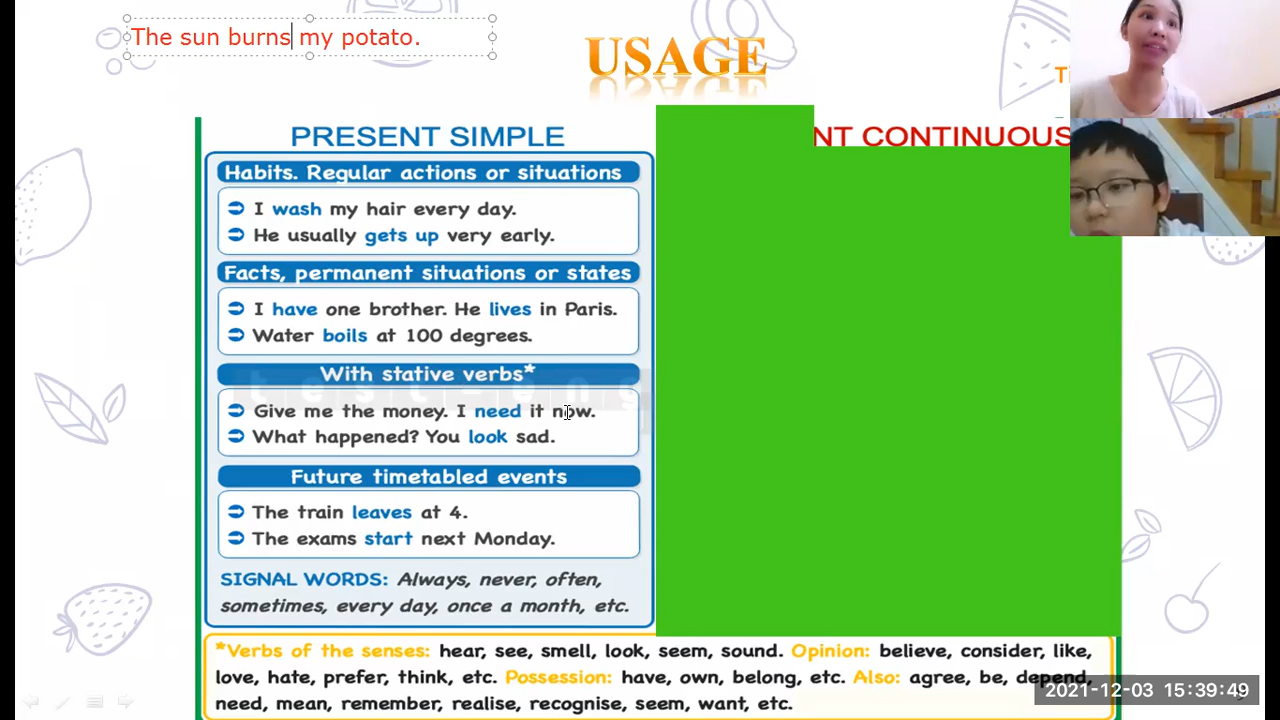 The sun burns my potato.
USAGE
T
PRESENT SIMPLE
NT CONTINUOUS
Habits. Regular actions or situations
I wash my hair every day.
He usually gets up very early.
Facts, permanent situations or states
I have one brother. He lives in Paris.
Water boils at 100 degrees.
With stative verbs*
Give me the money. I need it now.
What happened? You look sad.
Future timetabled events
The train leaves at 4.
The exams start next Monday.
SIGNAL WORDS: Always, never, often,
sometimes, every day, once a month, etc.
*Verbs of the senses: hear, see, smell, look, seem, sound. Opinion: believe, consider, like,
love, hate, prefer, think, etc. Possession: have, own, belong, etc. Also: agree, be, depend,
need, mean, remember, realise, recognise, seem, want, etc.
2021-12-03 15:39:49